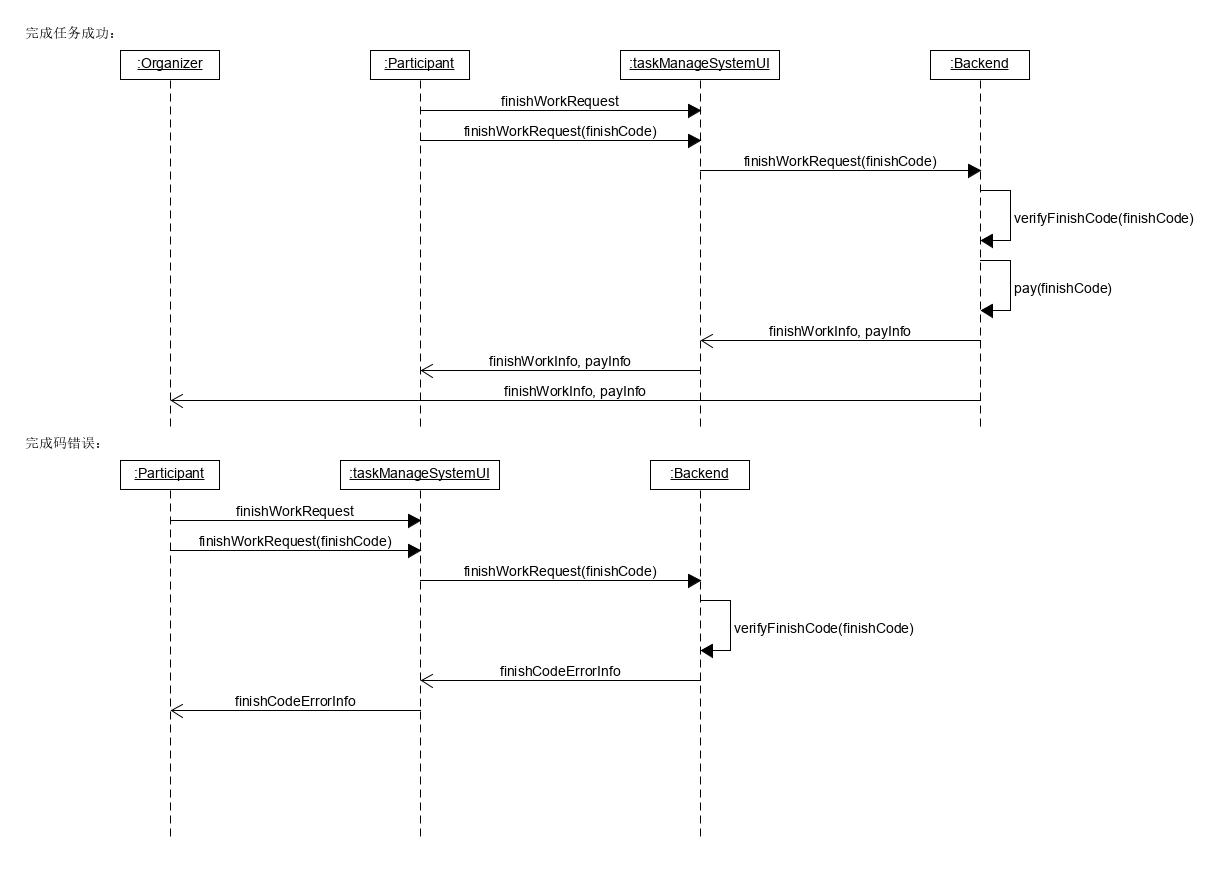 完成任务成功：
:Organizer
:Participant
:taskManageSystemUI
:Backend
finishWorkRequest
finishWorkRequest(finishCode)
finishWorkRequest(finishCode)
verifyFinishCode(finishCode)
pay(finishCode)
finishWorkInfo, payInfo
finishWorkInfo, payInfo
finishWorkInfo, payInfo
完成码错误：
:Participant
:taskManageSystemUI
:Backend
finishWorkRequest
finishWorkRequest(finishCode)
finishWorkRequest(finishCode)
verifyFinishCode(finishCode)
finishCodeErrorInfo
finishCodeErrorInfo